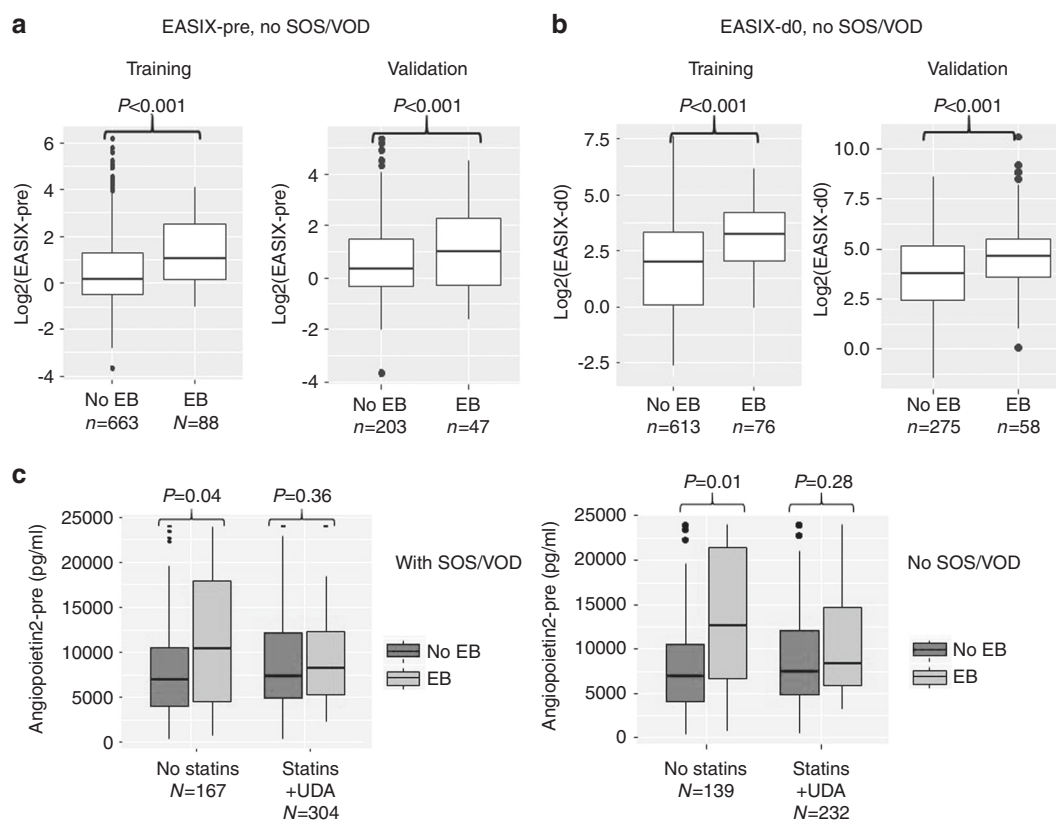 a
EASIX-pre, no SOS/VOD
Training
Validation
P<0.001
P<0.001
Log2(EASIX-pre)
6
4
2
0
-2
-4
Log2(EASIX-pre)
4
2
0
-2
-4
No EB
EB
n=663
N=88
No EB
EB
n=203
n=47
b
EASIX-d0, no SOS/VOD
Training
Validation
P<0.001
P<0.001
Log2(EASIX-d0)
7.5
5.0
2.5
0.0
-2.5
Log2(EASIX-d0)
10.0
7.5
5.0
2.5
0.0
No EB
EB
n=613
n=76
No EB
EB
n=275
n=58
c
P=0.04
P=0.36
Angiopoietin2-pre (pg/ml)
25000
20000
15000
10000
5000
0
With SOS/VOD
No EB
EB
No statins
N=167
Statins
+UDA
N=304
P=0.01
P=0.28
Angiopoietin2-pre (pg/ml)
25000
20000
15000
10000
5000
0
No SOS/VOD
No EB
EB
No statins
N=139
Statins
+UDA
N=232